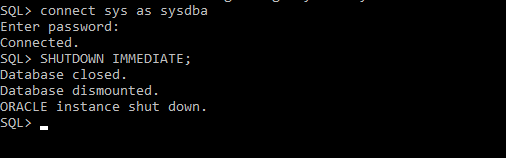 SQL> connect sys as sysdba
Enter password:
Connected.
SQL> SHUTDOWN IMMEDIATE;
Database closed.
Database dismounted.
ORACLE instance shut down.
SQL>